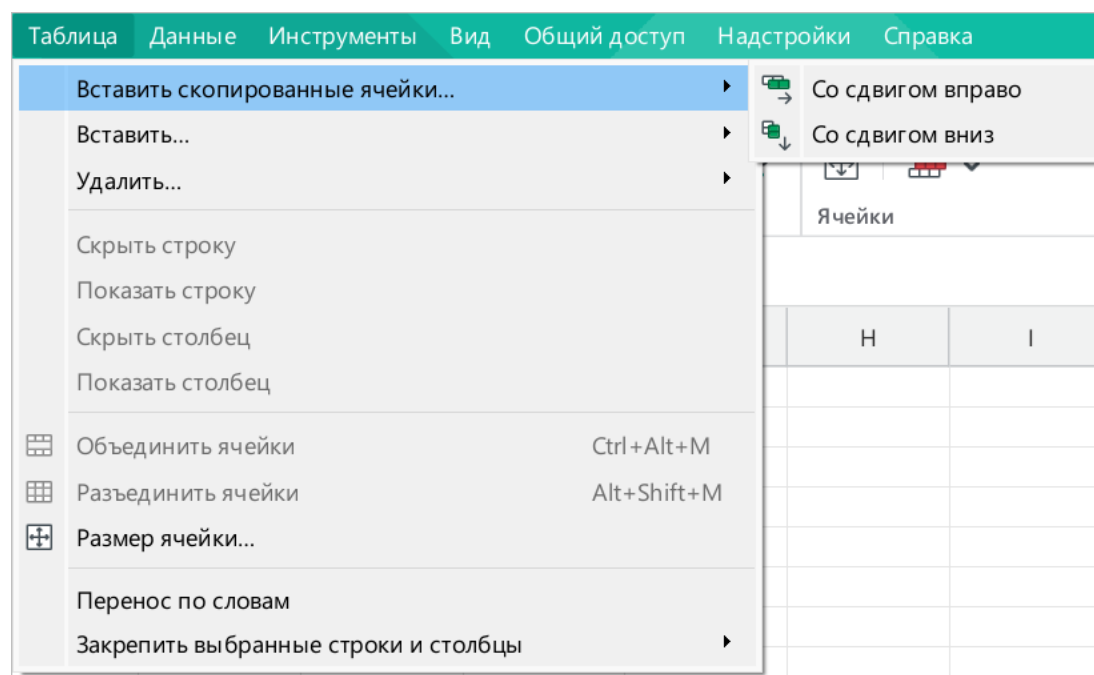 Таблица Данные Инструменты Вид Общий доступ Надстройки Справка
Вставить скопированные ячейки...
Со сдвигом вправо
Вставить...
Со сдвигом вниз
Удалить...
Ячейки
Скрыть строку
Показать строку
Скрыть столбец
H I
Показать столбец
Объединить ячейки Ctrl+Alt+M
Разъединить ячейки Alt+Shift+M
Размер ячейки...
Перенос по словам
Закрепить выбранные строки и столбцы